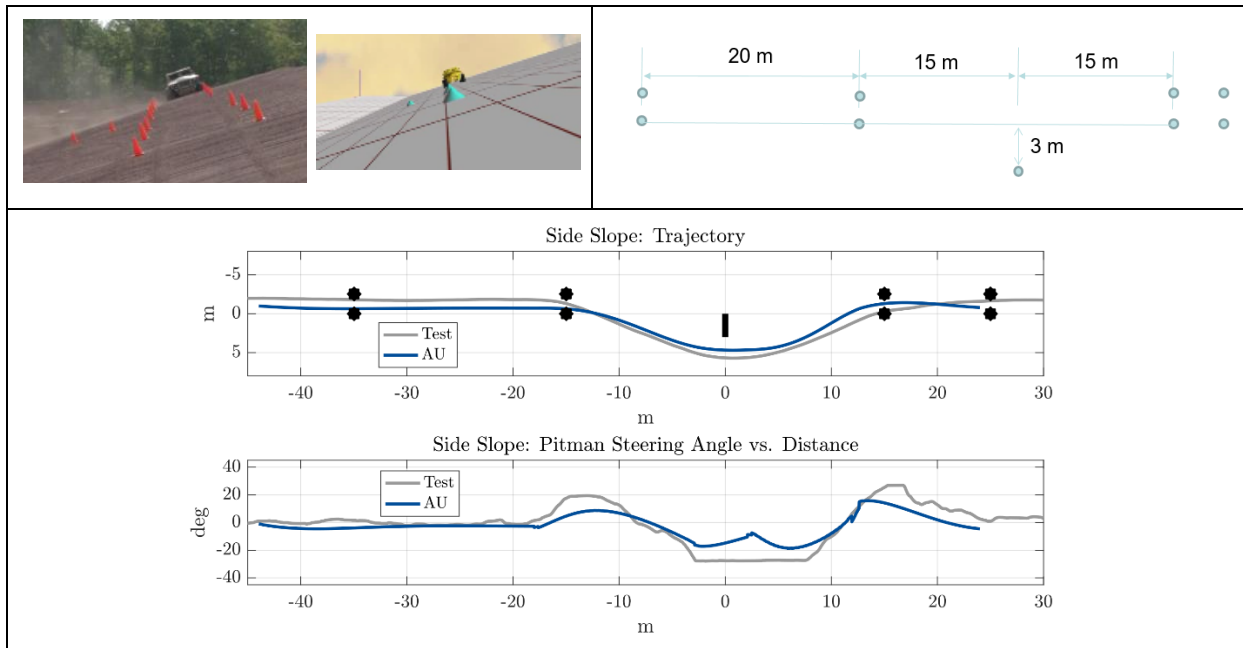 20 m
15 m
15 m
3 m
Side Slope: Trajectory
-5
0
5
m
Test
AU
-40
-30
-20
-10
0
10
20
30
m
Side Slope: Pitman Steering Angle vs. Distance
40
20
0
-20
-40
deg
Test
AU
-40
-30
-20
-10
0
10
20
30
m